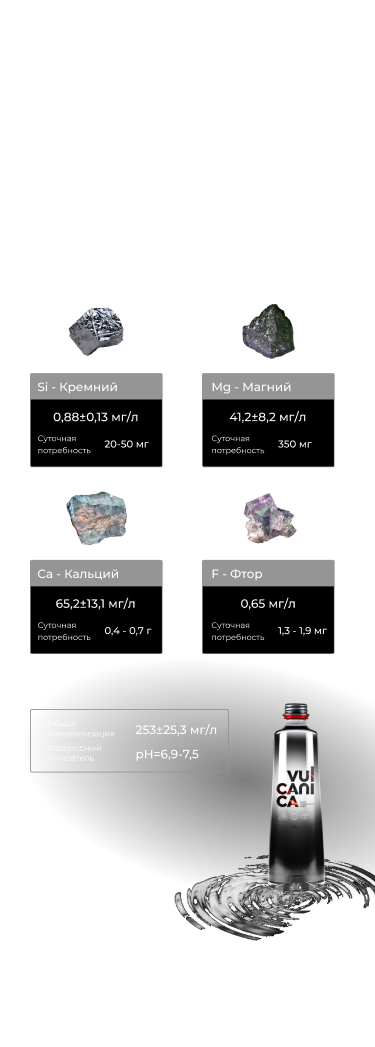 Si - Кремний
0,88±0,13 мг/л
Суточная
потребность
20-50 мг
Mg - Магний
41,2±8,2 мг/л
Суточная
потребность
350 мг
Ca - Кальций
65,2±13,1 мг/л
Суточная
потребность
0,4 - 0,7 г
F - Фтор
0,65 мг/л
Суточная
потребность
1,3 - 1,9 мг
Общая
минерализация
253±25,3 мг/л
Водородный
показатель
pH=6,9-7,5
VUL
CANI
CA